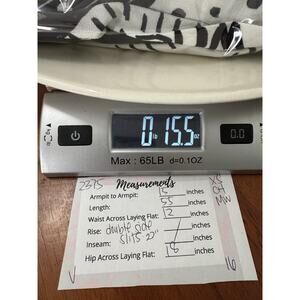 0 lb 15.5 oz
0.0
Max : 65LB d=0.1OZ
2375 Measurements XS
Armpit to Armpit: 15 inches OH
Length: 55 inches MW
Waist Across Laying Flat: 12 inches
Rise: double side inches
Inseam: slits 27" inches
Hip Across Laying Flat: 18 inches
V 16